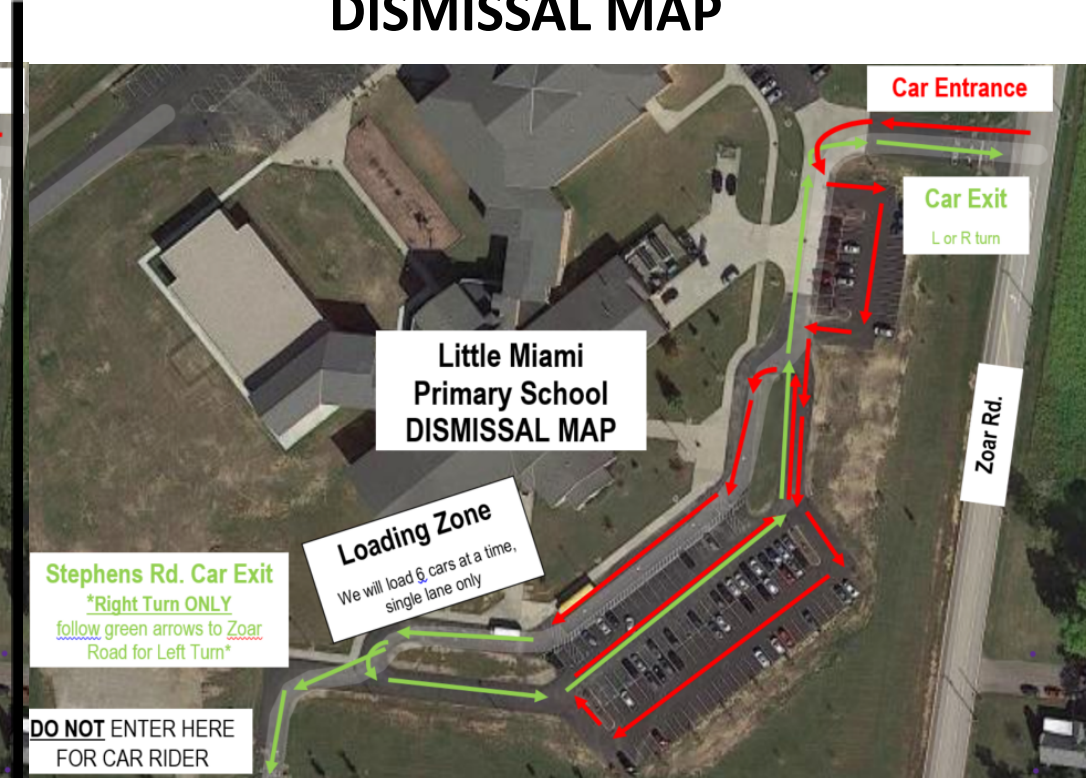 DISMISSAL MAP
Car Entrance
Car Exit
L or R turn
Little Miami
Primary School
DISMISSAL MAP
Zoar Rd.
Loading Zone
We will load 6 cars at a time,
single lane only
Stephens Rd. Car Exit
*Right Turn ONLY
follow green arrows to Zoar
Road for Left Turn*
DO NOT ENTER HERE
FOR CAR RIDER